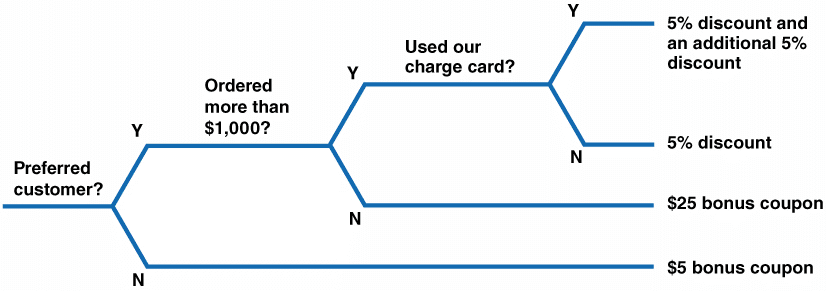 Y
5% discount and
an additional 5%
discount
Used our
charge card?
Y
Ordered
more than
$1,000?
Y
N
5% discount
Preferred
customer?
N
$25 bonus coupon
N
$5 bonus coupon